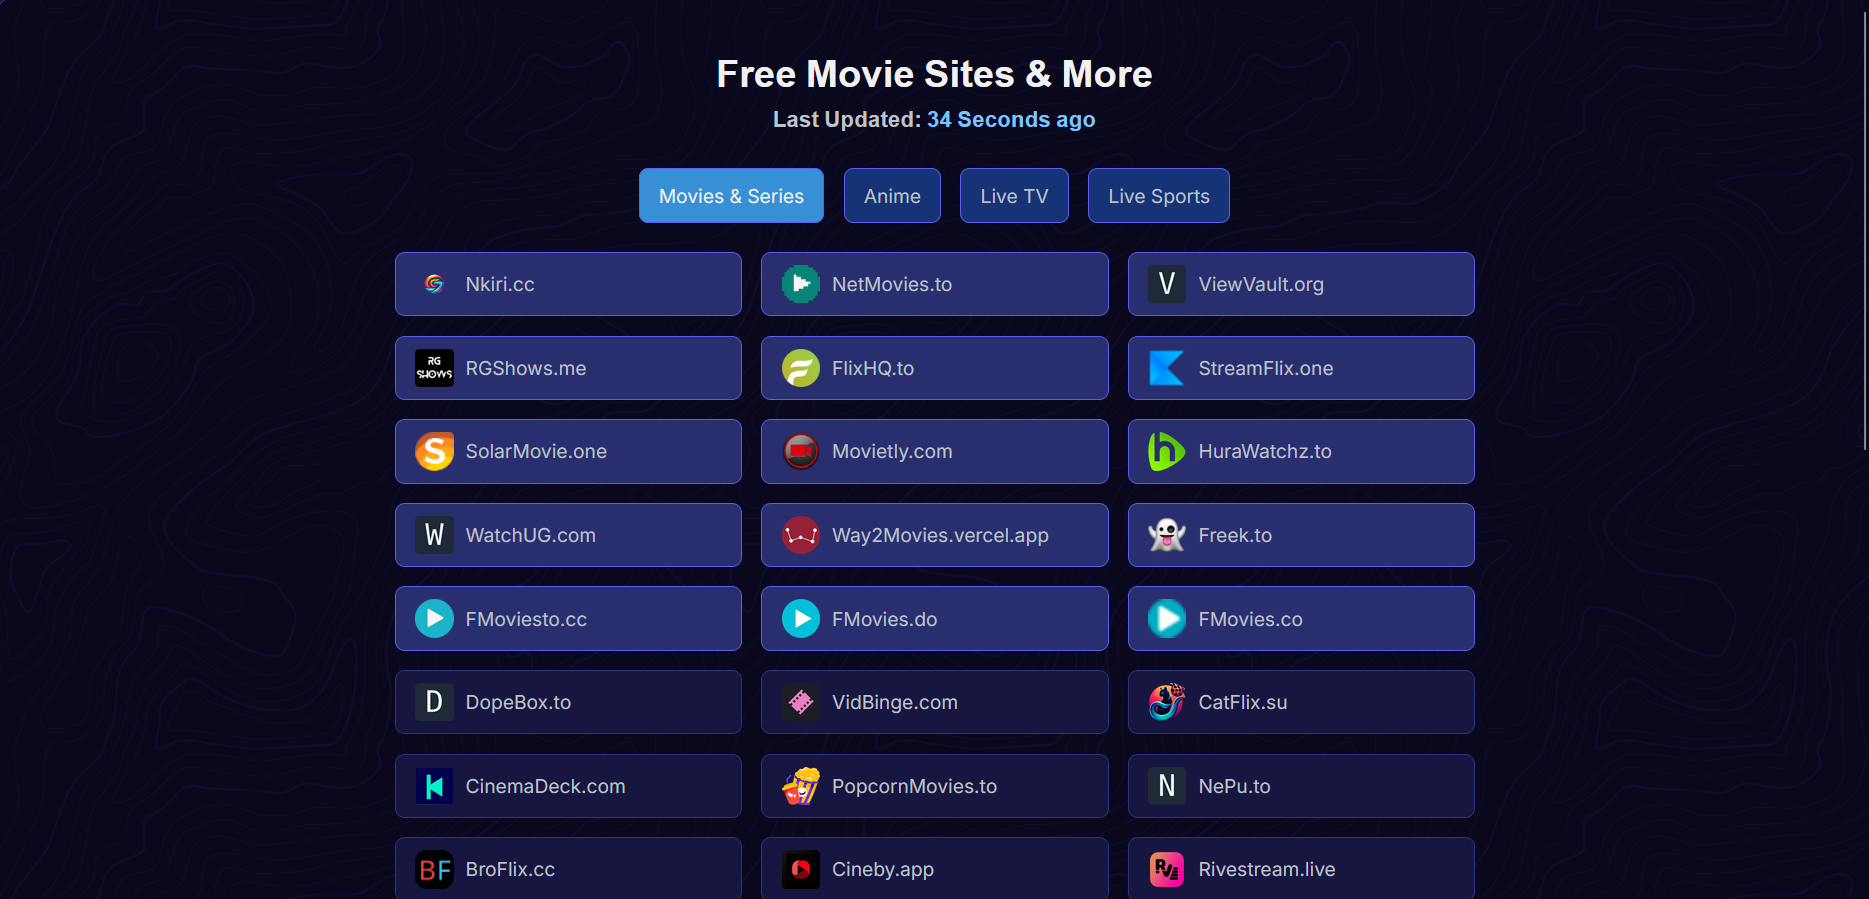 Free Movie Sites & More
Last Updated: 34 Seconds ago
Movies & Series
Anime
Live TV
Live Sports
Nkiri.cc
NetMovies.to
V ViewVault.org
RG
SHOWS
RGShows.me
FlixHQ.to
StreamFlix.one
S SolarMovie.one
Movietly.com
h HuraWatchz.to
W WatchUG.com
Way2Movies.vercel.app
Freek.to
FMoviesto.cc
FMovies.do
FMovies.co
D DopeBox.to
VidBinge.com
CatFlix.su
CinemaDeck.com
PopcornMovies.to
N NePu.to
BF BroFlix.cc
Cineby.app
Rivestream.live